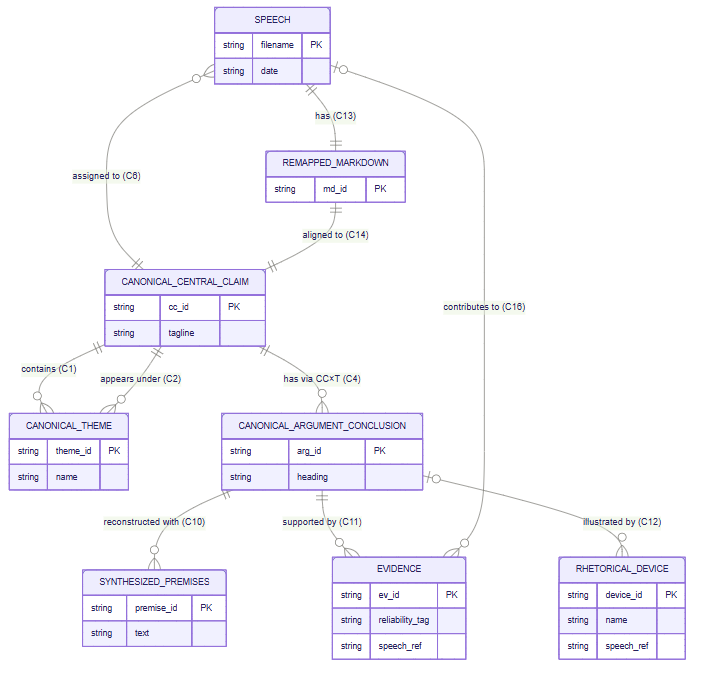 SPEECH
string filename PK
string date
has (C13)
REMAPPED_MARKDOWN
string md_id PK
assigned to (C6)
aligned to (C14)
CANONICAL_CENTRAL_CLAIM
string cc_id PK
string tagline
contributes to (C16)
contains (C1)
appears under (C2)
has via CC×T (C4)
CANONICAL_THEME
string theme_id PK
string name
CANONICAL_ARGUMENT_CONCLUSION
string arg_id PK
string heading
reconstructed with (C10)
supported by (C11)
illustrated by (C12)
SYNTHESIZED_PREMISES
string premise_id PK
string text
EVIDENCE
string ev_id PK
string reliability_tag
string speech_ref
RHETORICAL_DEVICE
string device_id PK
string name
string speech_ref